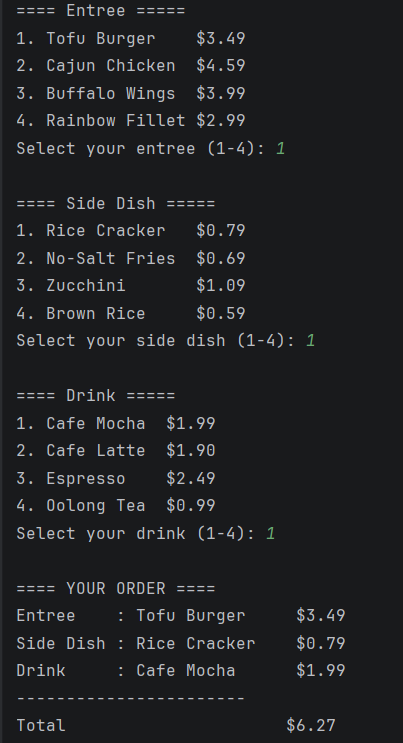 ==== Entree =====
1. Tofu Burger    $3.49
2. Cajun Chicken  $4.59
3. Buffalo Wings  $3.99
4. Rainbow Fillet $2.99
Select your entree (1-4): 1

==== Side Dish =====
1. Rice Cracker   $0.79
2. No-Salt Fries  $0.69
3. Zucchini       $1.09
4. Brown Rice     $0.59
Select your side dish (1-4): 1

==== Drink =====
1. Cafe Mocha  $1.99
2. Cafe Latte  $1.90
3. Espresso    $2.49
4. Oolong Tea  $0.99
Select your drink (1-4): 1

==== YOUR ORDER ====
Entree    : Tofu Burger     $3.49
Side Dish : Rice Cracker    $0.79
Drink     : Cafe Mocha      $1.99
-----------------------
Total                      $6.27